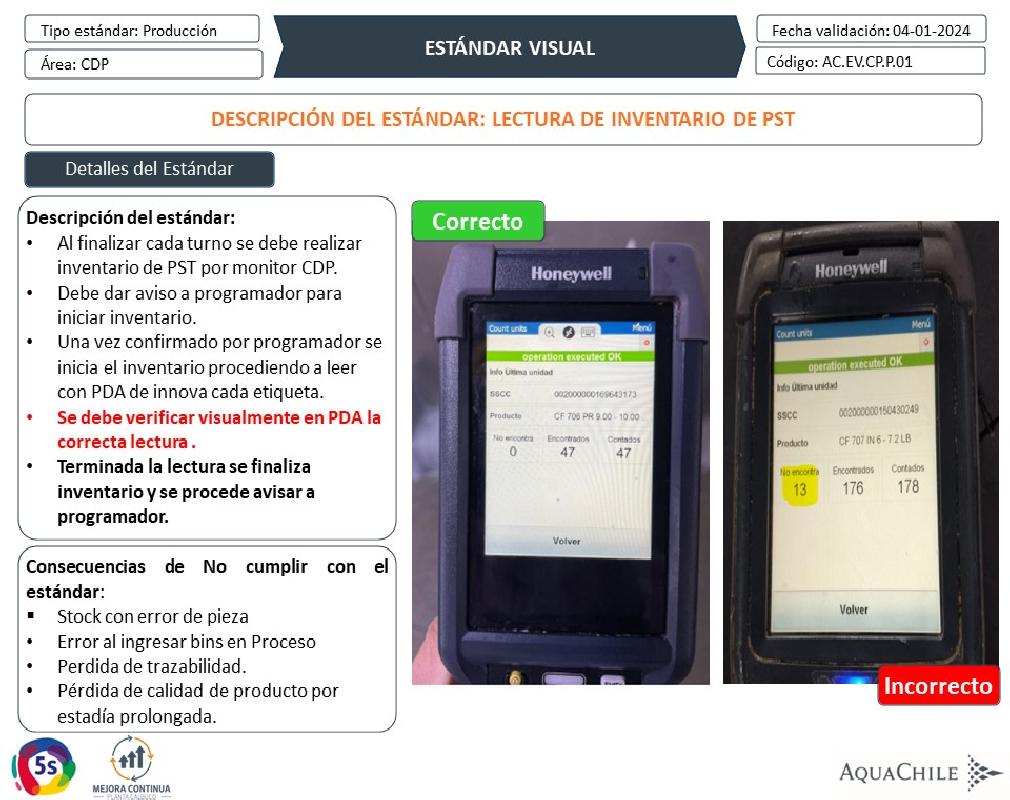 Tipo estándar: Producción
Área: CDP
ESTÁNDAR VISUAL
Fecha validación: 04-01-2024
Código: AC.EV.CP.P.01
DESCRIPCIÓN DEL ESTÁNDAR: LECTURA DE INVENTARIO DE PST
Detalles del Estándar
Descripción del estándar:
• Al finalizar cada turno se debe realizar
inventario de PST por monitor CDP.
• Debe dar aviso a programador para
iniciar inventario.
• Una vez confirmado por programador se
inicia el inventario procediendo a leer
con PDA de innova cada etiqueta.
• Se debe verificar visualmente en PDA la
correcta lectura .
• Terminada la lectura se finaliza
inventario y se procede avisar a
programador.
Consecuencias de No cumplir con el
estándar:
▪ Stock con error de pieza
• Error al ingresar bins en Proceso
• Perdida de trazabilidad.
• Pérdida de calidad de producto por
estadía prolongada.
Correcto
Honeywell
Count units
Menú
operation executed OK
Info Última unidad
SSCC 00200000169643173
Producto CF 706 PR 9.00 - 10.00
No encontra Encontrados Contados
0 47 47
Volver
Honeywell
Count units Menú
operation executed OK
Info Última unidad
SSCC 002000000150430249
Producto CF 707 IN 6 - 7.2 LB
No encontra Encontrados Contados
13 176 178
Volver
Incorrecto
5s
MEJORA CONTINUA
PLANTA CALBUCO
AQUACHILE